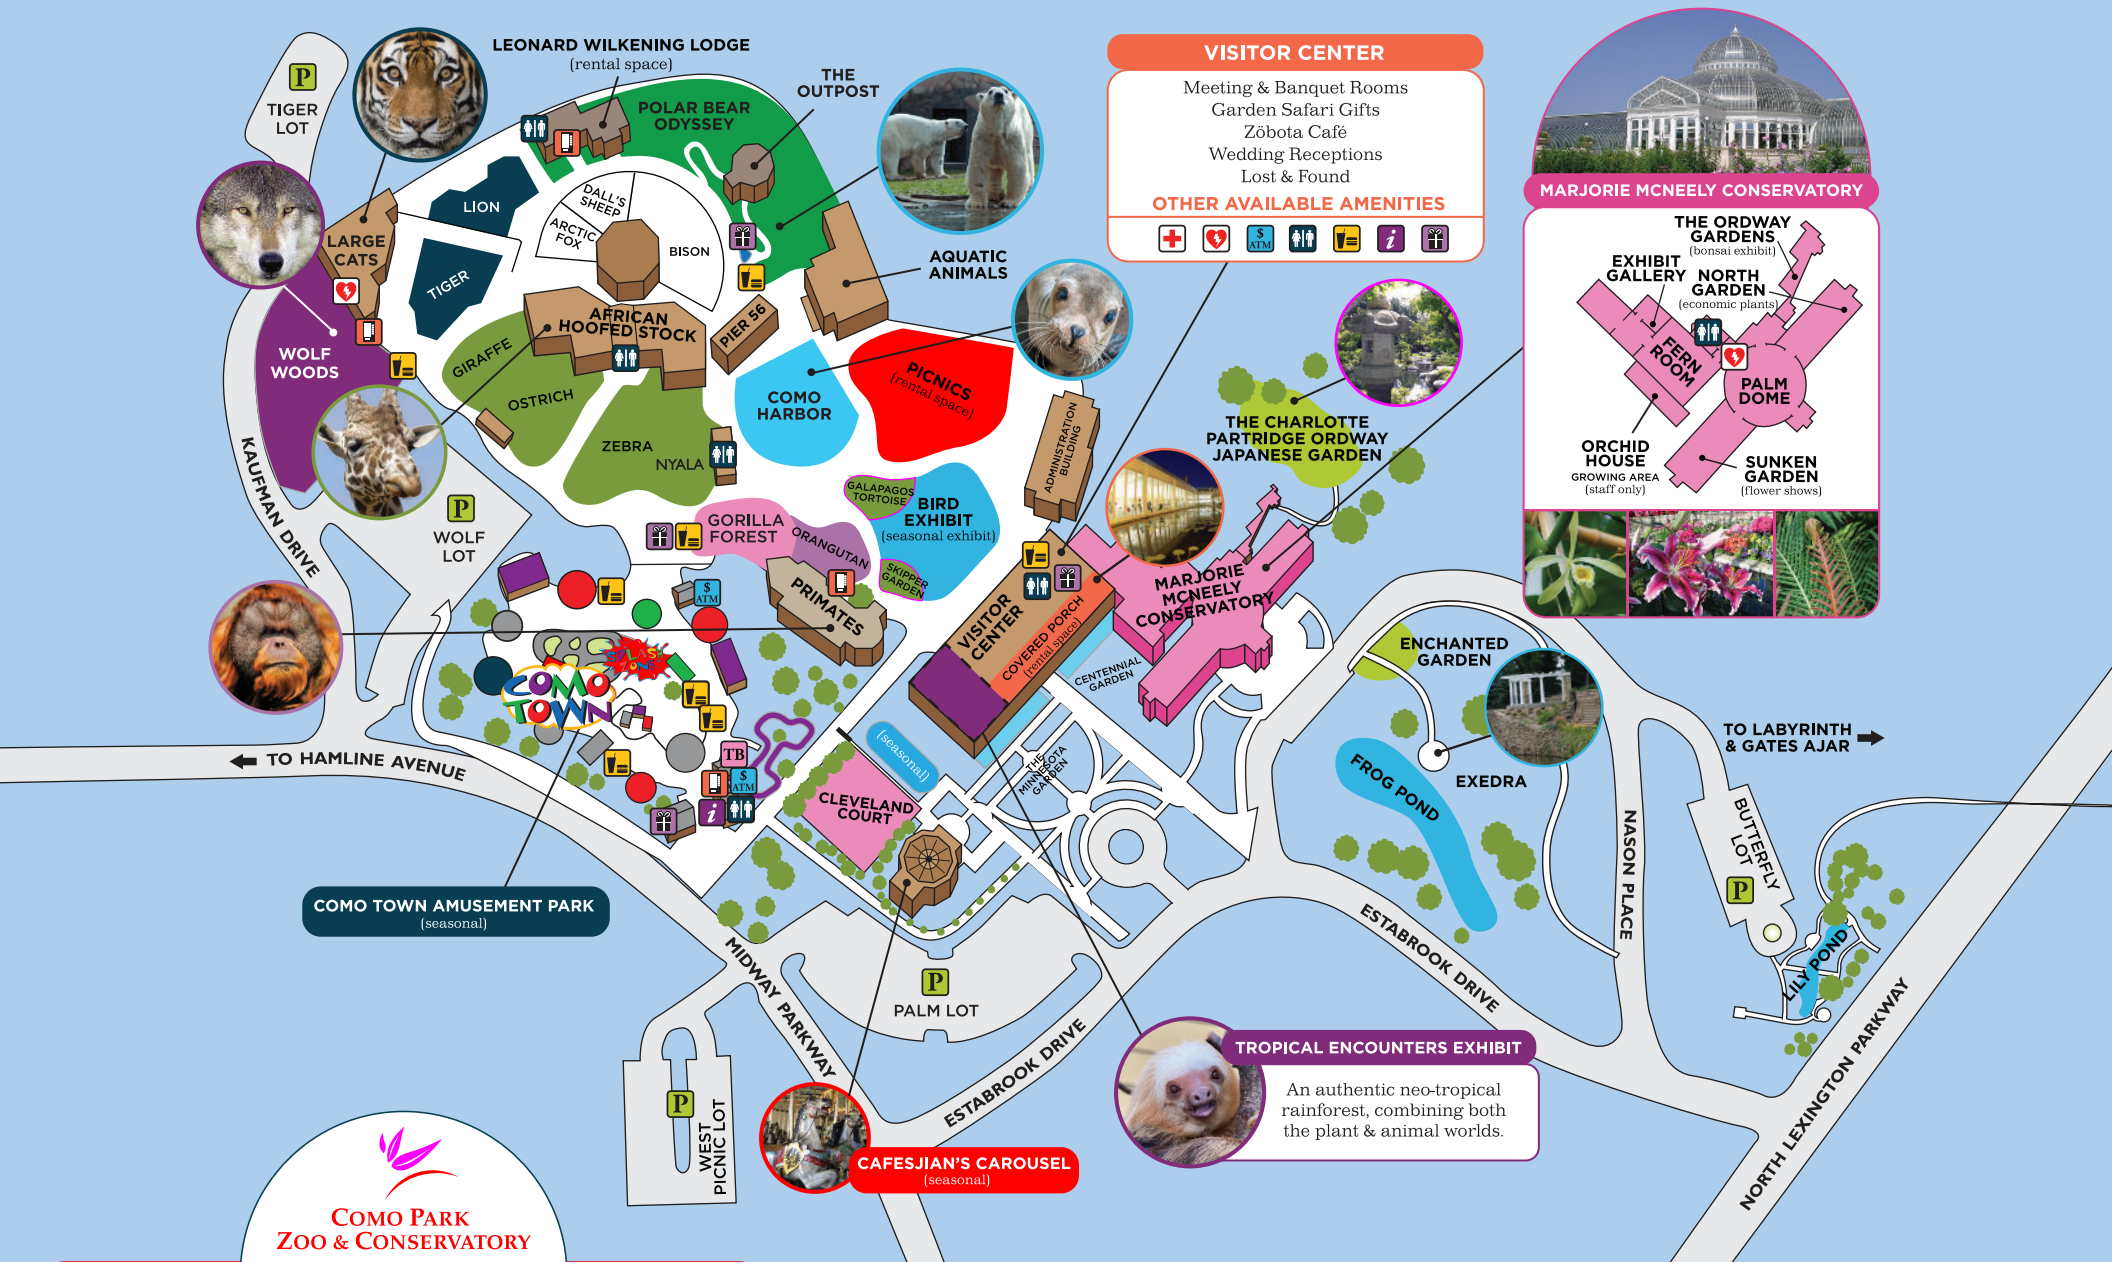 P
TIGER
LOT
LEONARD WILKENING LODGE
(rental space)
THE
OUTPOST
POLAR BEAR
ODYSSEY
LION
TIGER
LARGE
CATS
DALL'S
SHEEP
ARCTIC
FOX
BISON
AQUATIC
ANIMALS
WOLF
WOODS
AFRICAN
HOOFED STOCK
PIER 56
GIRAFFE
OSTRICH
ZEBRA
NYALA
COMO
HARBOR
PICNICS
(rental space)
ADMINISTRATION
BUILDING
KAUFMAN DRIVE
P
WOLF
LOT
GORILLA
FOREST
ORANGUTAN
PRIMATES
GALAPAGOS
TORTOISE
BIRD
EXHIBIT
(seasonal exhibit)
SKIPPER
GARDEN
VISITOR CENTER
Meeting & Banquet Rooms
Garden Safari Gifts
Zöbota Café
Wedding Receptions
Lost & Found
OTHER AVAILABLE AMENITIES
$
ATM
i
THE CHARLOTTE
PARTRIDGE ORDWAY
JAPANESE GARDEN
MARJORIE MCNEELY CONSERVATORY
THE ORDWAY
GARDENS
(bonsai exhibit)
EXHIBIT
GALLERY
NORTH
GARDEN
(economic plants)
FERN
ROOM
PALM
DOME
ORCHID
HOUSE
GROWING AREA
(staff only)
SUNKEN
GARDEN
(flower shows)
VISITOR
CENTER
COVERED PORCH
(rental space)
MARJORIE
MCNEELY
CONSERVATORY
CENTENNIAL
GARDEN
THE
MINNESOTA
GARDEN
ENCHANTED
GARDEN
EXEDRA
FROG POND
TO LABYRINTH
& GATES AJAR
NASON PLACE
BUTTERFLY
LOT
P
LILY POND
NORTH LEXINGTON PARKWAY
ESTABROOK DRIVE
$
ATM
SPLASH
ZONE
COMO
TOWN
TB
$
ATM
i
TO HAMLINE AVENUE
COMO TOWN AMUSEMENT PARK
(seasonal)
(seasonal)
CLEVELAND
COURT
P
PALM LOT
MIDWAY PARKWAY
ESTABROOK DRIVE
P
WEST
PICNIC LOT
CAFESJIAN'S CAROUSEL
(seasonal)
TROPICAL ENCOUNTERS EXHIBIT
An authentic neo-tropical
rainforest, combining both
the plant & animal worlds.
COMO PARK
ZOO & CONSERVATORY